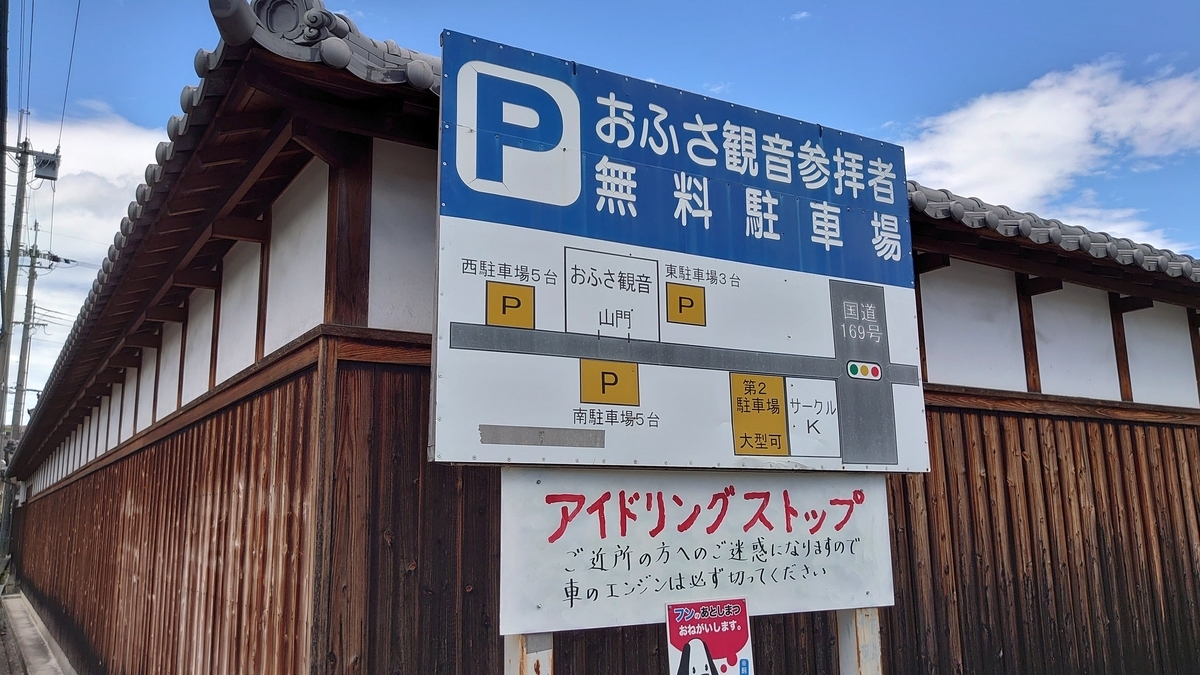 P
おふさ観音参拝者
無料駐車場
西駐車場5台
P
おふさ観音
山門
東駐車場3台
P
国道
169号
P
南駐車場5台
第2
駐車場
大型可
サークル
K
アイドリングストップ
ご近所の方へのご迷惑になりますので
車のエンジンは必ず切ってください
フンのあとしまつ
おねがいします。